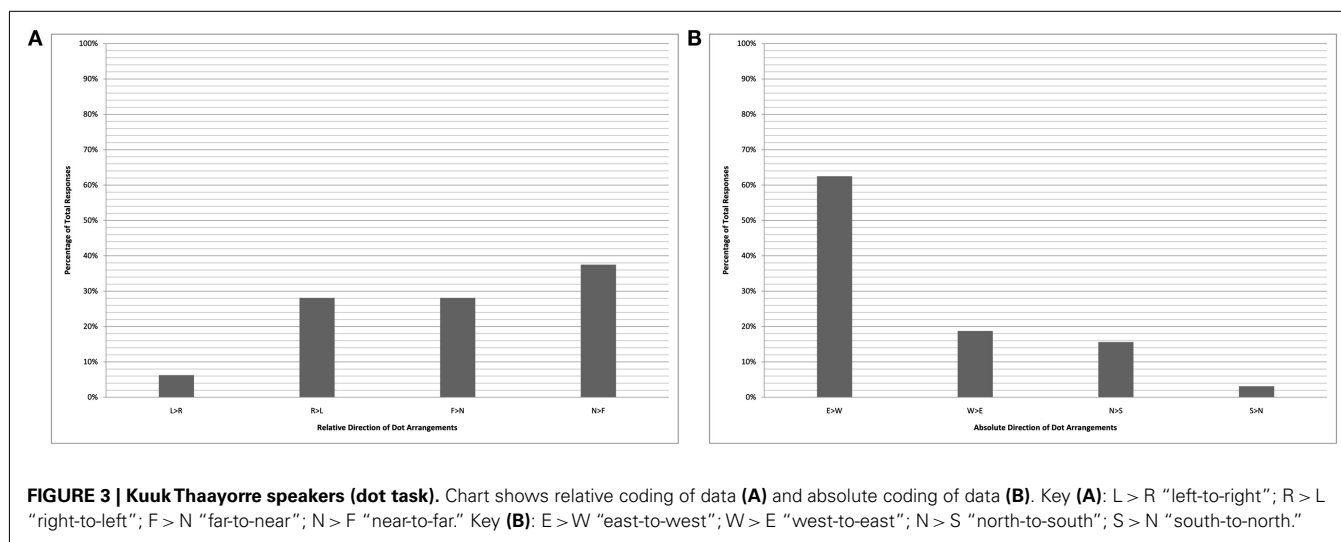 A
100%
90%
80%
70%
60%
50%
40%
30%
20%
10%
0%
Percentage of Total Responses
L>R R>L F>N N>F
Relative Direction of Dot Arrangements
B
100%
90%
80%
70%
60%
50%
40%
30%
20%
10%
0%
Percentage of Total Responses
E>W W>E N>S S>N
Absolute Direction of Dot Arrangements
FIGURE 3 | Kuuk Thaayorre speakers (dot task). Chart shows relative coding of data (A) and absolute coding of data (B). Key (A): L > R “left-to-right”; R > L
“right-to-left”; F > N “far-to-near”; N > F “near-to-far.” Key (B): E > W “east-to-west”; W > E “west-to-east”; N > S “north-to-south”; S > N “south-to-north.”